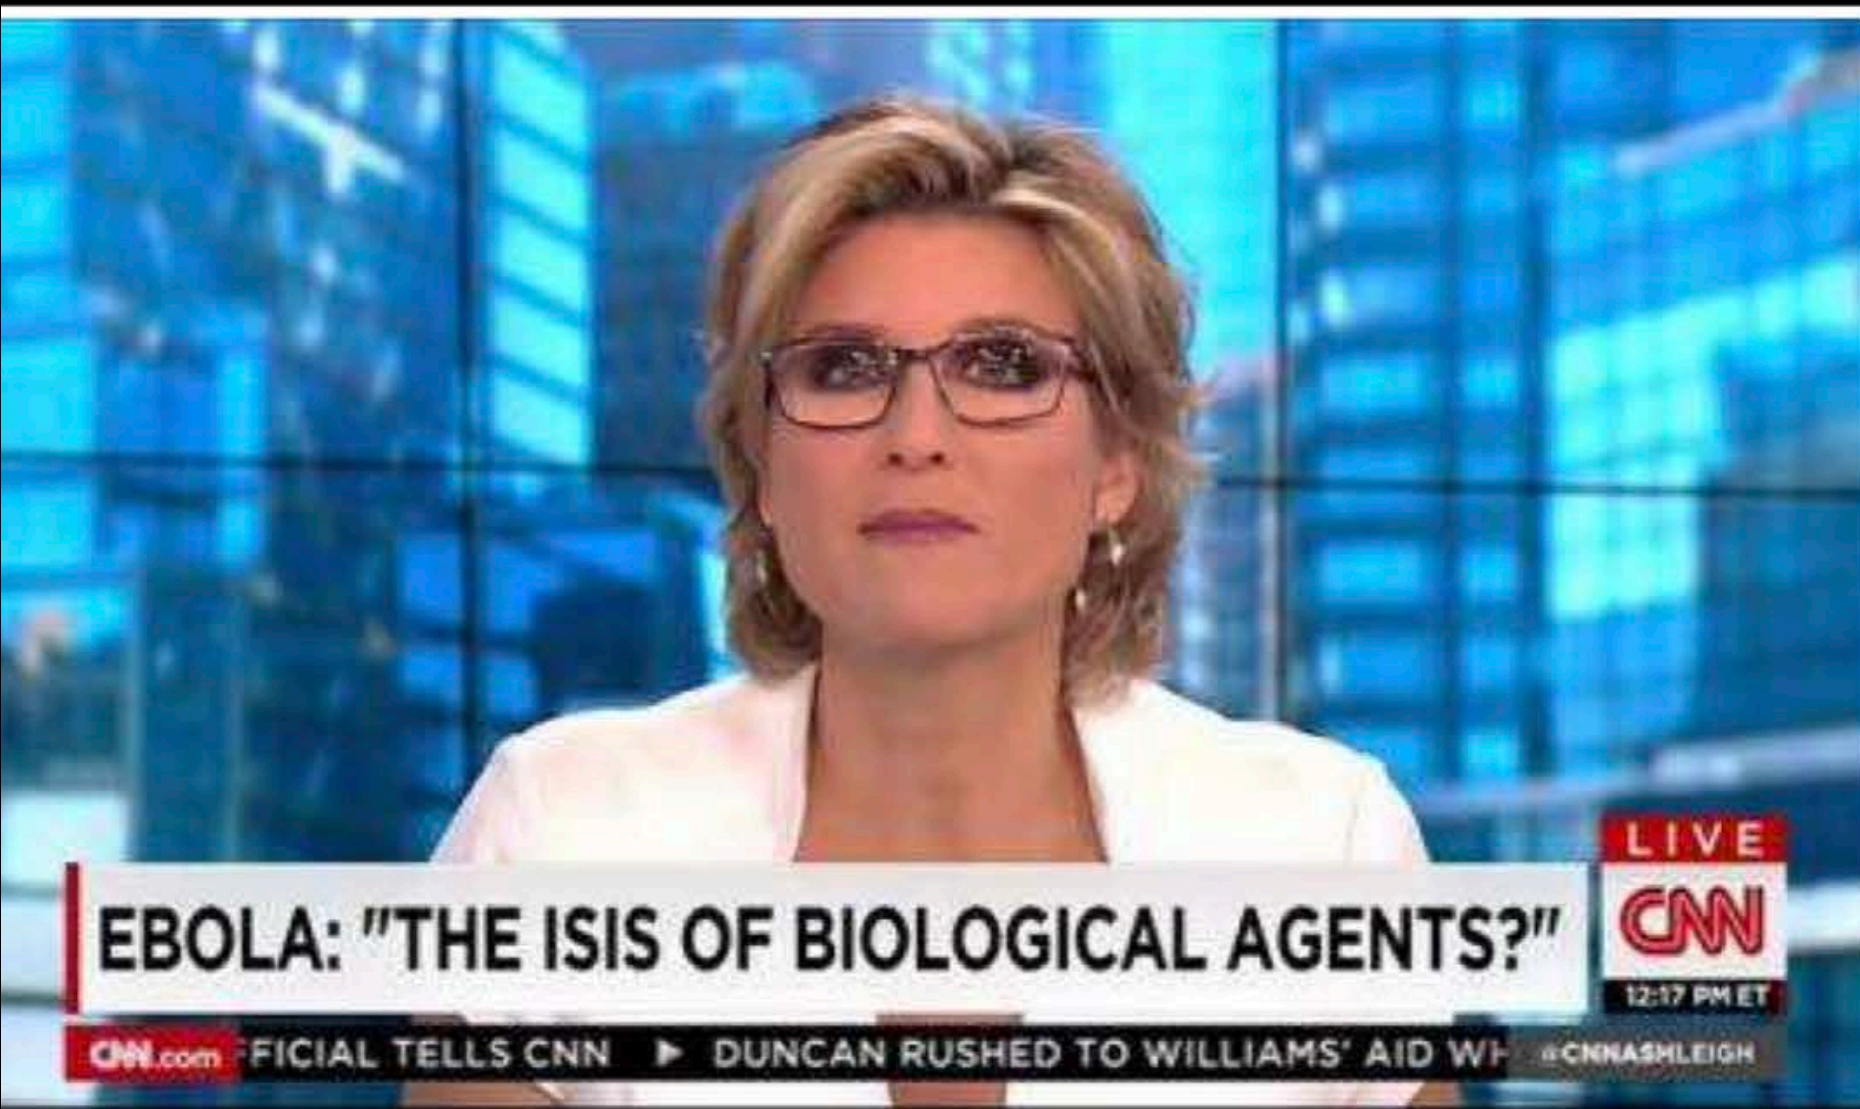 EBOLA: "THE ISIS OF BIOLOGICAL AGENTS?"
LIVE
CNN
12:17 PM ET
CNN.com FFICIAL TELLS CNN ▶ DUNCAN RUSHED TO WILLIAMS' AID WH @CNNASHLEIGH